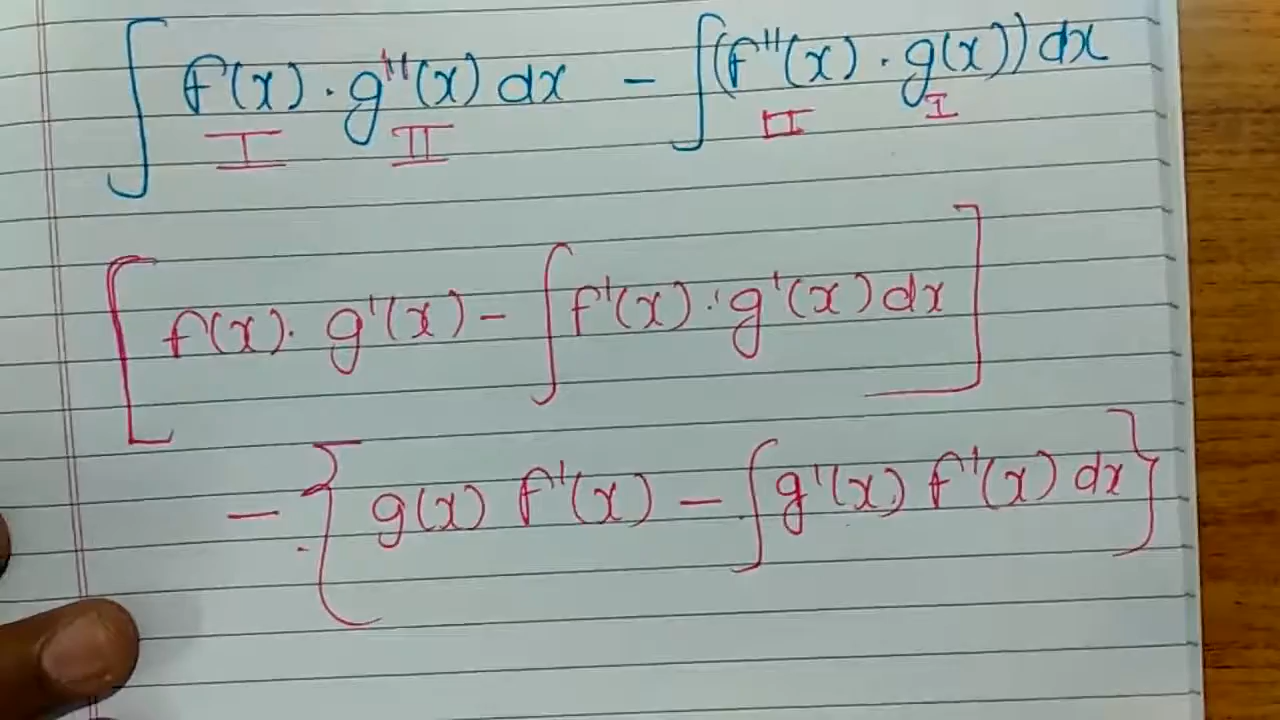 ∫ f(x) · g''(x) dx − ∫(f''(x) · g(x)) dx
I II II I
[f(x) · g'(x) − ∫ f'(x) · g'(x) dx]
− {g(x) f'(x) − ∫ g'(x) f'(x) dx}